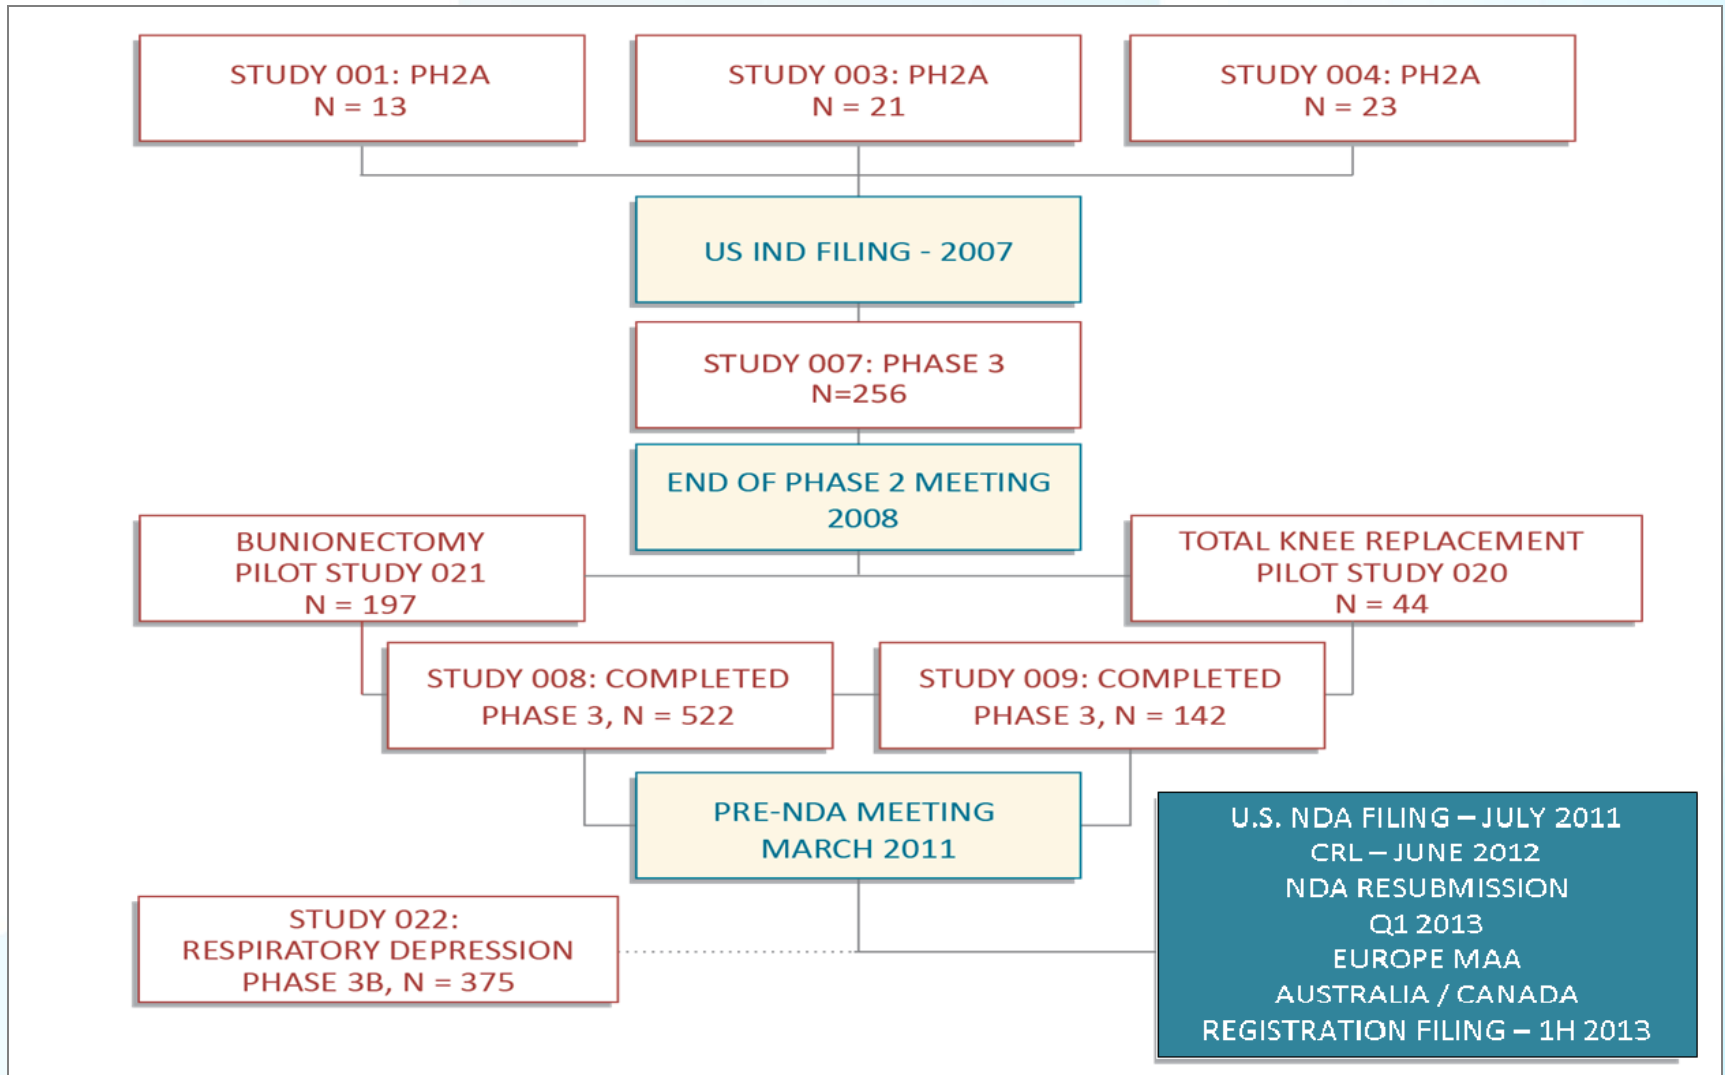 STUDY 001: PH2A
N = 13
STUDY 003: PH2A
N = 21
STUDY 004: PH2A
N = 23
US IND FILING - 2007
STUDY 007: PHASE 3
N=256
END OF PHASE 2 MEETING
2008
BUNIONECTOMY
PILOT STUDY 021
N = 197
TOTAL KNEE REPLACEMENT
PILOT STUDY 020
N = 44
STUDY 008: COMPLETED
PHASE 3, N = 522
STUDY 009: COMPLETED
PHASE 3, N = 142
PRE-NDA MEETING
MARCH 2011
STUDY 022:
RESPIRATORY DEPRESSION
PHASE 3B, N = 375
U.S. NDA FILING – JULY 2011
CRL – JUNE 2012
NDA RESUBMISSION
Q1 2013
EUROPE MAA
AUSTRALIA / CANADA
REGISTRATION FILING – 1H 2013